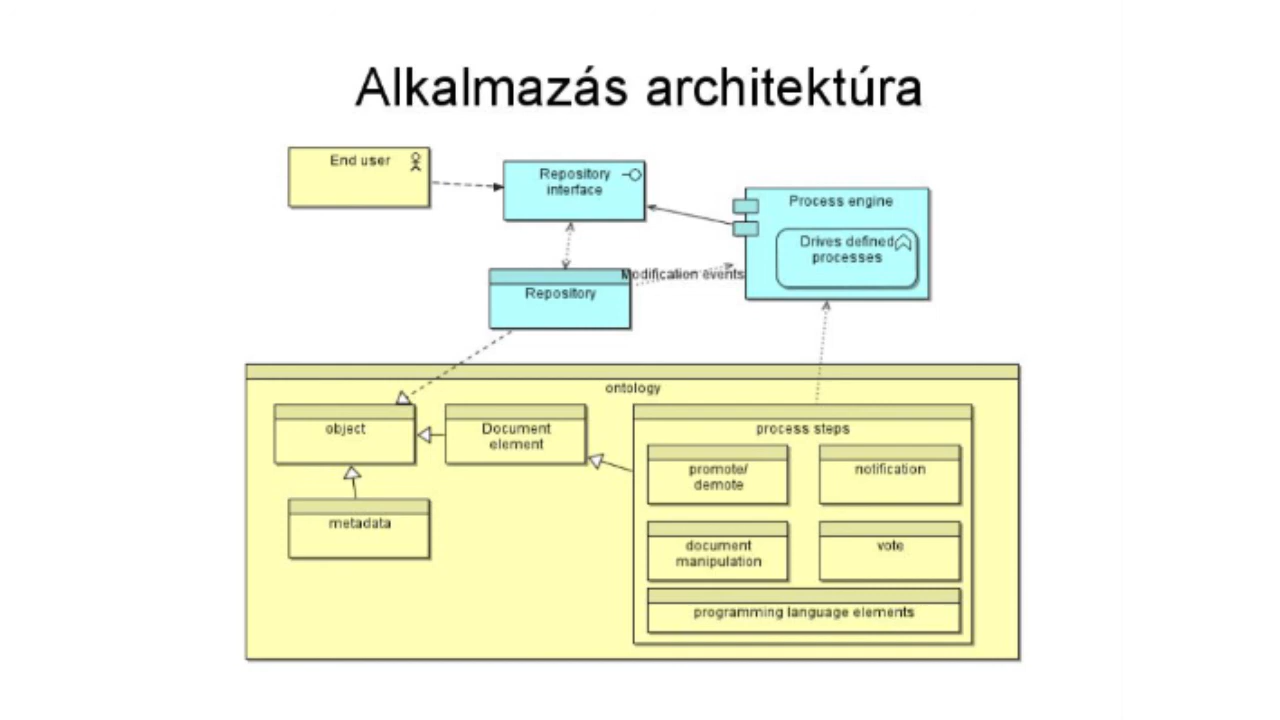 Alkalmazás architektúra
End user
Repository
interface
Process engine
Drives defined
processes
Modification events
Repository
ontology
object
Document
element
process steps
promote/
demote
notification
metadata
document
manipulation
vote
programming language elements